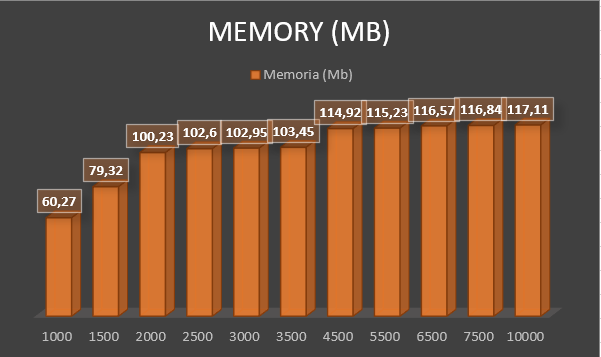 MEMORY (MB)
Memoria (Mb)
60,27 79,32 100,23 102,6 102,95 103,45 114,92 115,23 116,57 116,84 117,11
1000 1500 2000 2500 3000 3500 4500 5500 6500 7500 10000